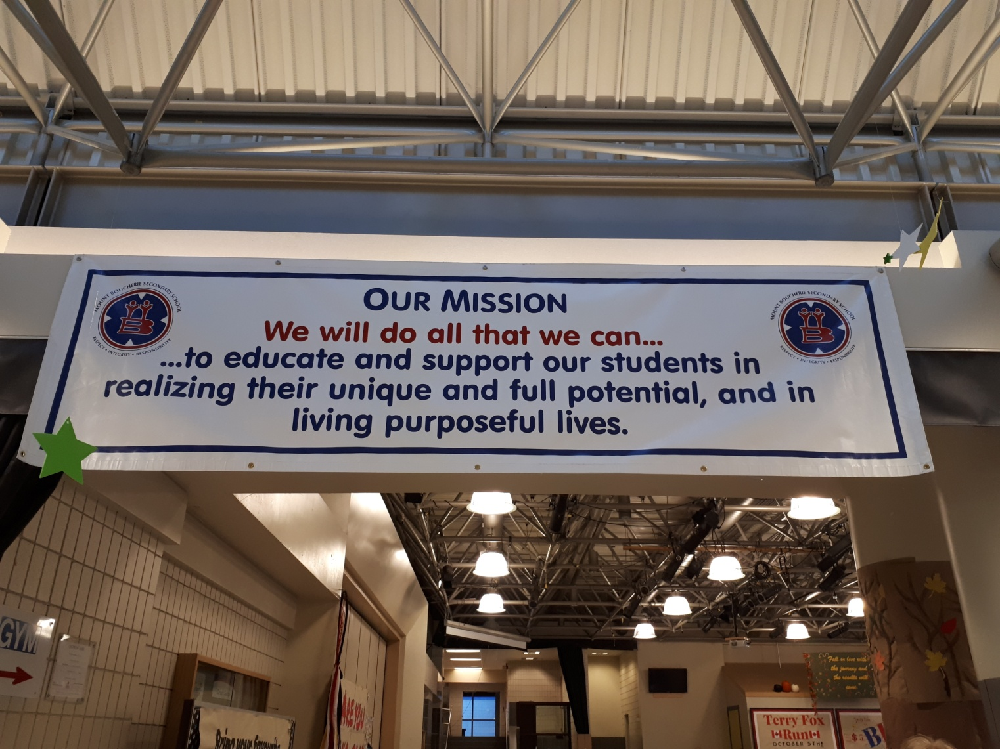 OUR MISSION
We will do all that we can...
...to educate and support our students in
realizing their unique and full potential, and in
living purposeful lives.
MOUNT BOUCHERIE SECONDARY SCHOOL
B
RESPECT • INTEGRITY • RESPONSIBILITY
MOUNT BOUCHERIE SECONDARY SCHOOL
B
RESPECT • INTEGRITY • RESPONSIBILITY
GYM
ARE YOU
Bring your favourite
Fall in love with
the journey and
the results will
come.
Terry Fox
Run
OCTOBER 5TH!
$5